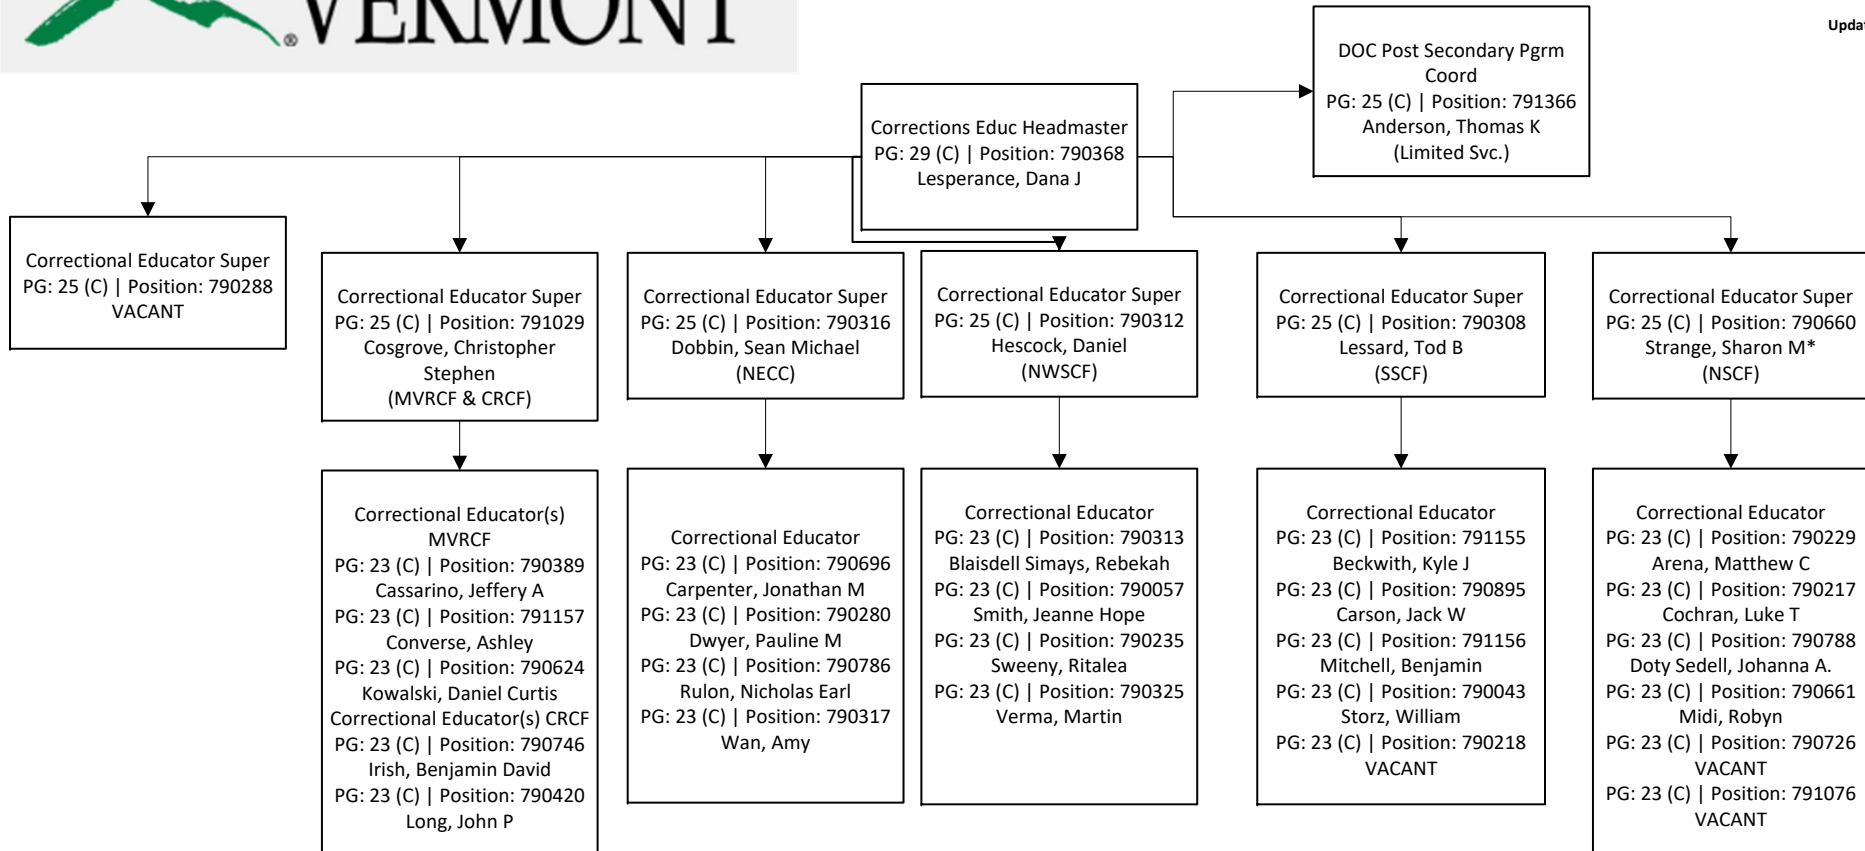 VERMONT
®
DOC Post Secondary Pgrm
Coord
PG: 25 (C) | Position: 791366
Anderson, Thomas K
(Limited Svc.)
Corrections Educ Headmaster
PG: 29 (C) | Position: 790368
Lesperance, Dana J
Correctional Educator Super
PG: 25 (C) | Position: 790288
VACANT
Correctional Educator Super
PG: 25 (C) | Position: 791029
Cosgrove, Christopher
Stephen
(MVRCF & CRCF)
Correctional Educator Super
PG: 25 (C) | Position: 790316
Dobbin, Sean Michael
(NECC)
Correctional Educator Super
PG: 25 (C) | Position: 790312
Hescock, Daniel
(NWSCF)
Correctional Educator Super
PG: 25 (C) | Position: 790308
Lessard, Tod B
(SSCF)
Correctional Educator Super
PG: 25 (C) | Position: 790660
Strange, Sharon M*
(NSCF)
Correctional Educator(s)
MVRCF
PG: 23 (C) | Position: 790389
Cassarino, Jeffery A
PG: 23 (C) | Position: 791157
Converse, Ashley
PG: 23 (C) | Position: 790624
Kowalski, Daniel Curtis
Correctional Educator(s) CRCF
PG: 23 (C) | Position: 790746
Irish, Benjamin David
PG: 23 (C) | Position: 790420
Long, John P
Correctional Educator
PG: 23 (C) | Position: 790696
Carpenter, Jonathan M
PG: 23 (C) | Position: 790280
Dwyer, Pauline M
PG: 23 (C) | Position: 790786
Rulon, Nicholas Earl
PG: 23 (C) | Position: 790317
Wan, Amy
Correctional Educator
PG: 23 (C) | Position: 790313
Blaisdell Simays, Rebekah
PG: 23 (C) | Position: 790057
Smith, Jeanne Hope
PG: 23 (C) | Position: 790235
Sweeny, Ritalea
PG: 23 (C) | Position: 790325
Verma, Martin
Correctional Educator
PG: 23 (C) | Position: 791155
Beckwith, Kyle J
PG: 23 (C) | Position: 790895
Carson, Jack W
PG: 23 (C) | Position: 791156
Mitchell, Benjamin
PG: 23 (C) | Position: 790043
Storz, William
PG: 23 (C) | Position: 790218
VACANT
Correctional Educator
PG: 23 (C) | Position: 790229
Arena, Matthew C
PG: 23 (C) | Position: 790217
Cochran, Luke T
PG: 23 (C) | Position: 790788
Doty Sedell, Johanna A.
PG: 23 (C) | Position: 790661
Midi, Robyn
PG: 23 (C) | Position: 790726
VACANT
PG: 23 (C) | Position: 791076
VACANT